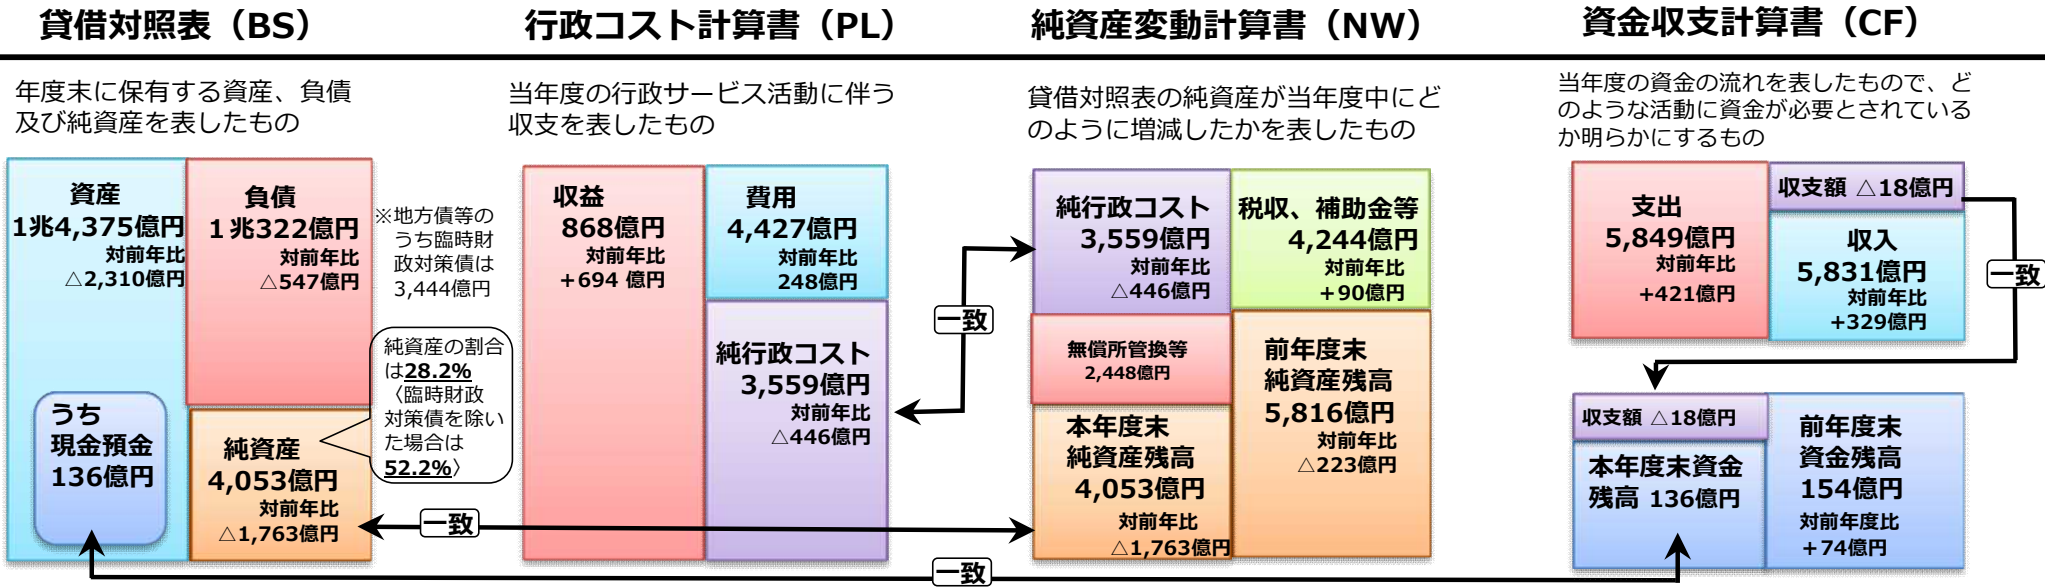 貸借対照表（BS）
年度末に保有する資産、負債
及び純資産を表したもの
資産
1兆4,375億円
対前年比
△2,310億円
うち
現金預金
136億円
負債
1兆322億円
対前年比
△547億円
※地方債等の
うち臨時財
政対策債は
3,444億円
純資産の割合
は28.2%
〈臨時財政
対策債を除い
た場合は
52.2%〉
純資産
4,053億円
対前年比
△1,763億円
一致
行政コスト計算書（PL）
当年度の行政サービス活動に伴う
収支を表したもの
収益
868億円
対前年比
+694 億円
費用
4,427億円
対前年比
248億円
純行政コスト
3,559億円
対前年比
△446億円
一致
一致
純資産変動計算書（NW）
貸借対照表の純資産が当年度中にど
のように増減したかを表したもの
純行政コスト
3,559億円
対前年比
△446億円
無償所管換等
2,448億円
本年度末
純資産残高
4,053億円
対前年比
△1,763億円
税収、補助金等
4,244億円
対前年比
+90億円
前年度末
純資産残高
5,816億円
対前年比
△223億円
資金収支計算書（CF）
当年度の資金の流れを表したもので、ど
のような活動に資金が必要とされている
か明らかにするもの
支出
5,849億円
対前年比
+421億円
収支額 △18億円
収入
5,831億円
対前年比
+329億円
一致
収支額 △18億円
本年度末資金
残高 136億円
前年度末
資金残高
154億円
対前年度比
+74億円